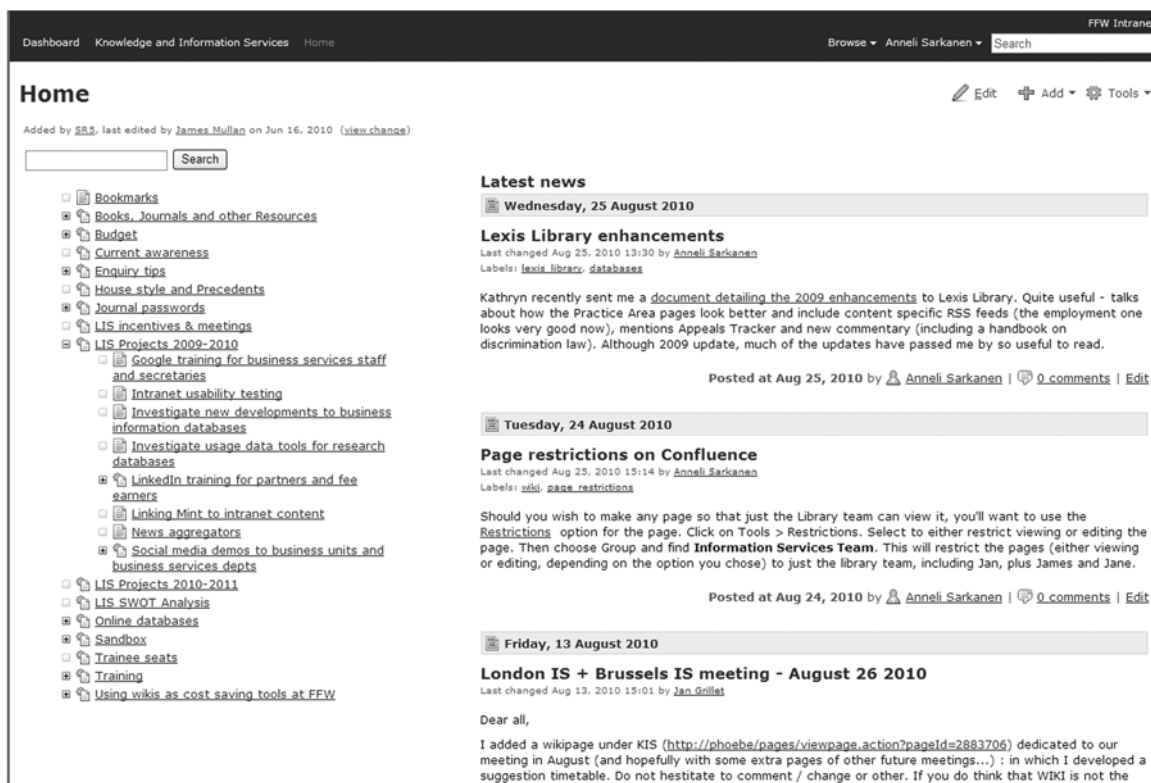 FFW Intrane
Dashboard Knowledge and Information Services Home
Browse Anneli Sarkanen Search
Home
Edit Add Tools
Added by SR5, last edited by James Mullan on Jun 16, 2010 (view change)
Search
Bookmarks
Books, Journals and other Resources
Budget
Current awareness
Enquiry tips
House style and Precedents
Journal passwords
LIS incentives & meetings
LIS Projects 2009-2010
Google training for business services staff
and secretaries
Intranet usability testing
Investigate new developments to business
information databases
Investigate usage data tools for research
databases
LinkedIn training for partners and fee
earners
Linking Mint to intranet content
News aggregators
Social media demos to business units and
business services depts
LIS Projects 2010-2011
LIS SWOT Analysis
Online databases
Sandbox
Trainee seats
Training
Using wikis as cost saving tools at FFW
Latest news
Wednesday, 25 August 2010
Lexis Library enhancements
Last changed Aug 25, 2010 13:30 by Anneli Sarkanen
Labels: lexis_library, databases
Kathryn recently sent me a document detailing the 2009 enhancements to Lexis Library. Quite useful - talks
about how the Practice Area pages look better and include content specific RSS feeds (the employment one
looks very good now), mentions Appeals Tracker and new commentary (including a handbook on
discrimination law). Although 2009 update, much of the updates have passed me by so useful to read.
Posted at Aug 25, 2010 by Anneli Sarkanen | 0 comments | Edit
Tuesday, 24 August 2010
Page restrictions on Confluence
Last changed Aug 25, 2010 15:14 by Anneli Sarkanen
Labels: wiki, page_restrictions
Should you wish to make any page so that just the Library team can view it, you'll want to use the
Restrictions option for the page. Click on Tools > Restrictions. Select to either restrict viewing or editing the
page. Then choose Group and find Information Services Team. This will restrict the pages (either viewing
or editing, depending on the option you chose) to just the library team, including Jan, plus James and Jane.
Posted at Aug 24, 2010 by Anneli Sarkanen | 0 comments | Edit
Friday, 13 August 2010
London IS + Brussels IS meeting - August 26 2010
Last changed Aug 13, 2010 15:01 by Jan Grillet
Dear all,
I added a wikipage under KIS (http://phoebe/pages/viewpage.action?pageId=2883706) dedicated to our
meeting in August (and hopefully with some extra pages of other future meetings...) : in which I developed a
suggestion timetable. Do not hestitate to comment / change or other. If you do think that WIKI is not the